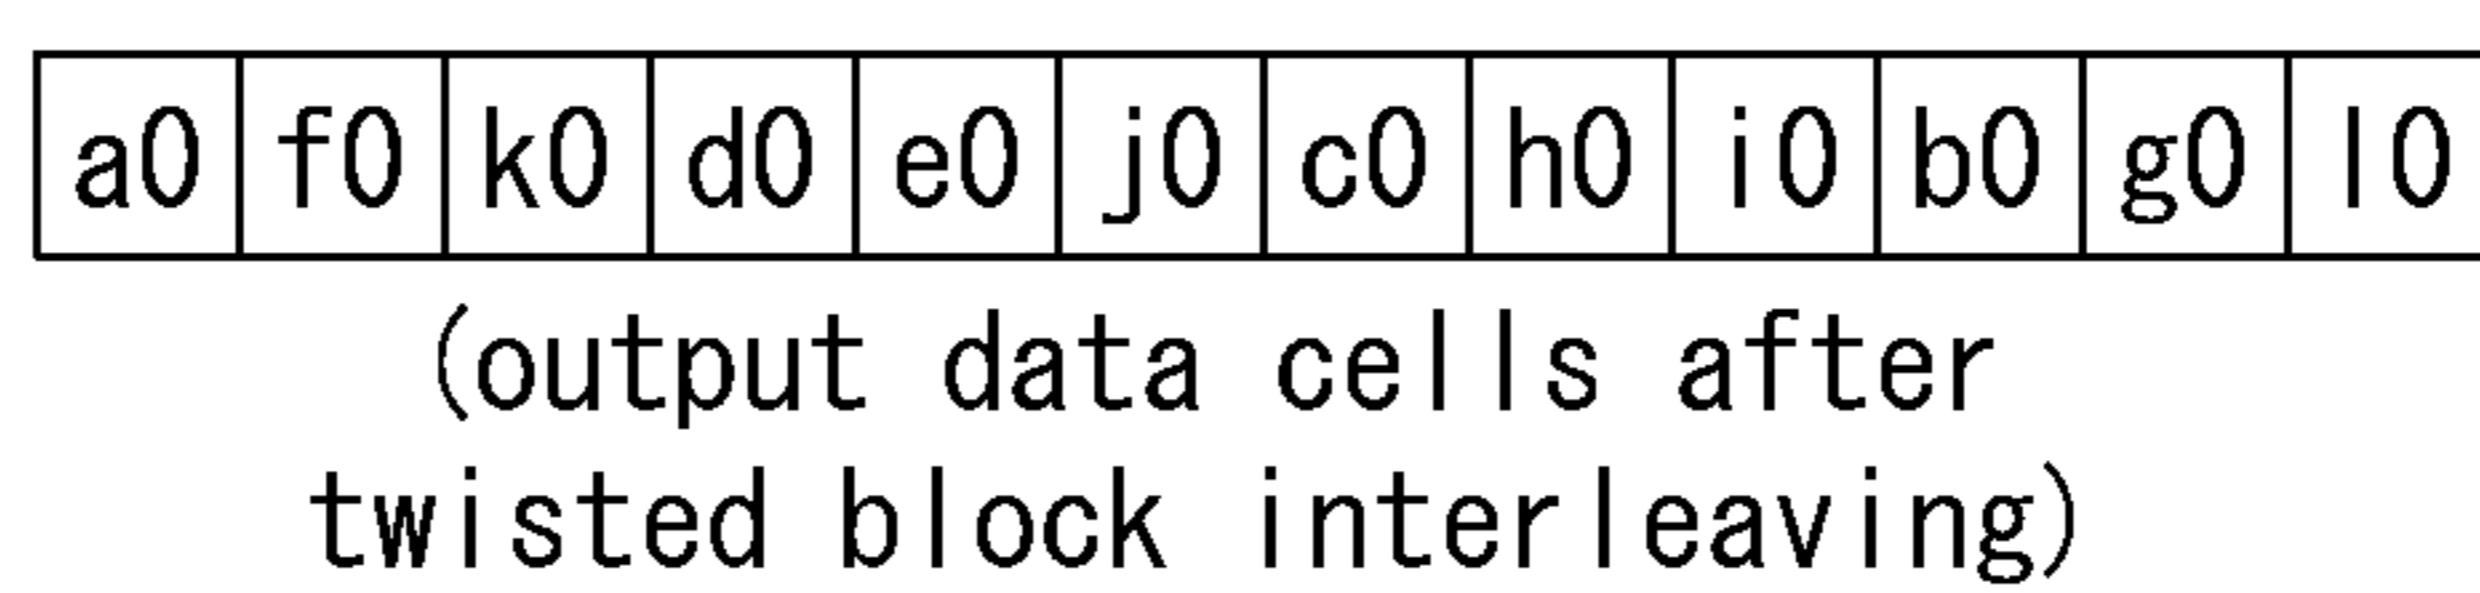 a0 f0 k0 d0 e0 j0 c0 h0 i0 b0 g0 l0
(output data cells after
twisted block interleaving)